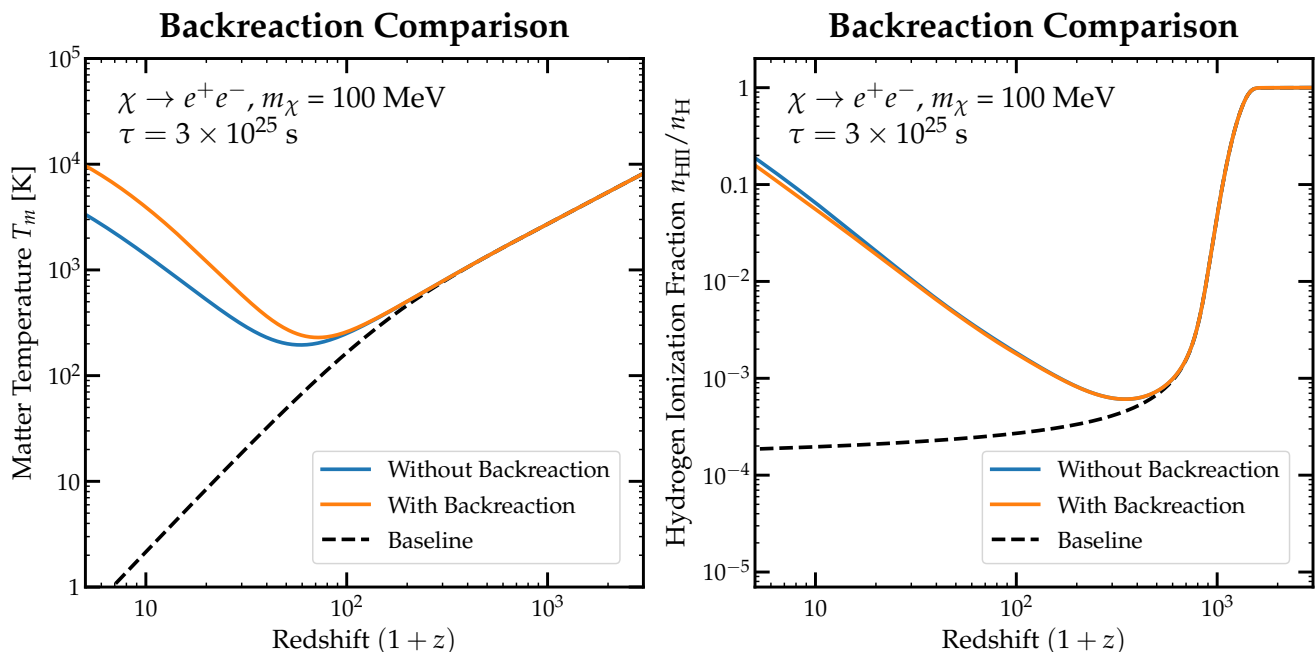 Backreaction Comparison
χ → e⁺e⁻, m_χ = 100 MeV
τ = 3 × 10²⁵ s
Matter Temperature T_m [K]
10⁵
10⁴
10³
10²
10
1
Without Backreaction
With Backreaction
Baseline
10
10²
10³
Redshift (1 + z)
Backreaction Comparison
χ → e⁺e⁻, m_χ = 100 MeV
τ = 3 × 10²⁵ s
Hydrogen Ionization Fraction n_HII/n_H
1
0.1
10⁻²
10⁻³
10⁻⁴
10⁻⁵
Without Backreaction
With Backreaction
Baseline
10
10²
10³
Redshift (1 + z)